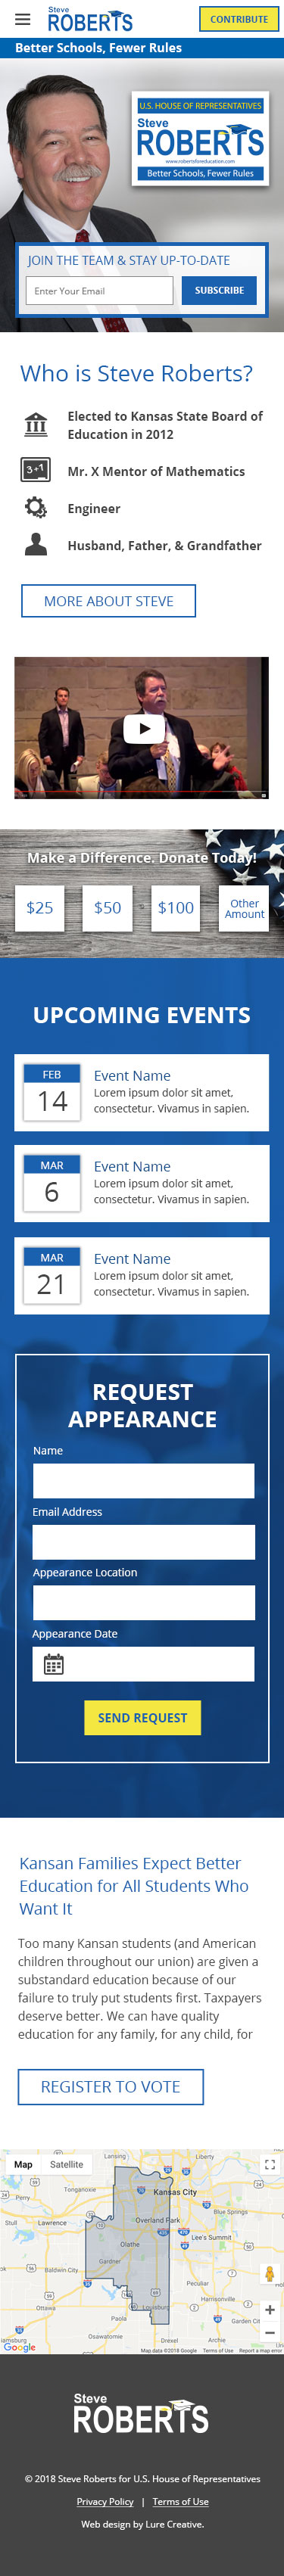 Steve
ROBERTS
CONTRIBUTE
Better Schools, Fewer Rules
U.S. HOUSE OF REPRESENTATIVES
Steve
ROBERTS
www.robertsforeducation.com
Better Schools, Fewer Rules
JOIN THE TEAM & STAY UP-TO-DATE
Enter Your Email
SUBSCRIBE
Who is Steve Roberts?
Elected to Kansas State Board of
Education in 2012
Mr. X Mentor of Mathematics
Engineer
Husband, Father, & Grandfather
MORE ABOUT STEVE
Make a Difference. Donate Today!
$25
$50
$100
Other
Amount
UPCOMING EVENTS
FEB
14
Event Name
Lorem ipsum dolor sit amet,
consectetur. Vivamus in sapien.
MAR
6
Event Name
Lorem ipsum dolor sit amet,
consectetur. Vivamus in sapien.
MAR
21
Event Name
Lorem ipsum dolor sit amet,
consectetur. Vivamus in sapien.
REQUEST
APPEARANCE
Name
Email Address
Appearance Location
Appearance Date
SEND REQUEST
Kansan Families Expect Better
Education for All Students Who
Want It
Too many Kansan students (and American
children throughout our union) are given a
substandard education because of our
failure to truly put students first. Taxpayers
deserve better. We can have quality
education for any family, for any child, for
REGISTER TO VOTE
Map
Satellite
Lansing
Liberty
Perry
Kansas City
Stull
Lawrence
Overland Park
Lee's Summit
Olathe
Gardner
Baldwin City
Peculiar
Ottawa
Louisburg
Harrisonville
Paola
Garden City
Williamsburg
Osawatomie
Google
Drexel
Archie
Map data ©2018 Google
Terms of Use
Report a map error
Steve
ROBERTS
© 2018 Steve Roberts for U.S. House of Representatives
Privacy Policy | Terms of Use
Web design by Lure Creative.